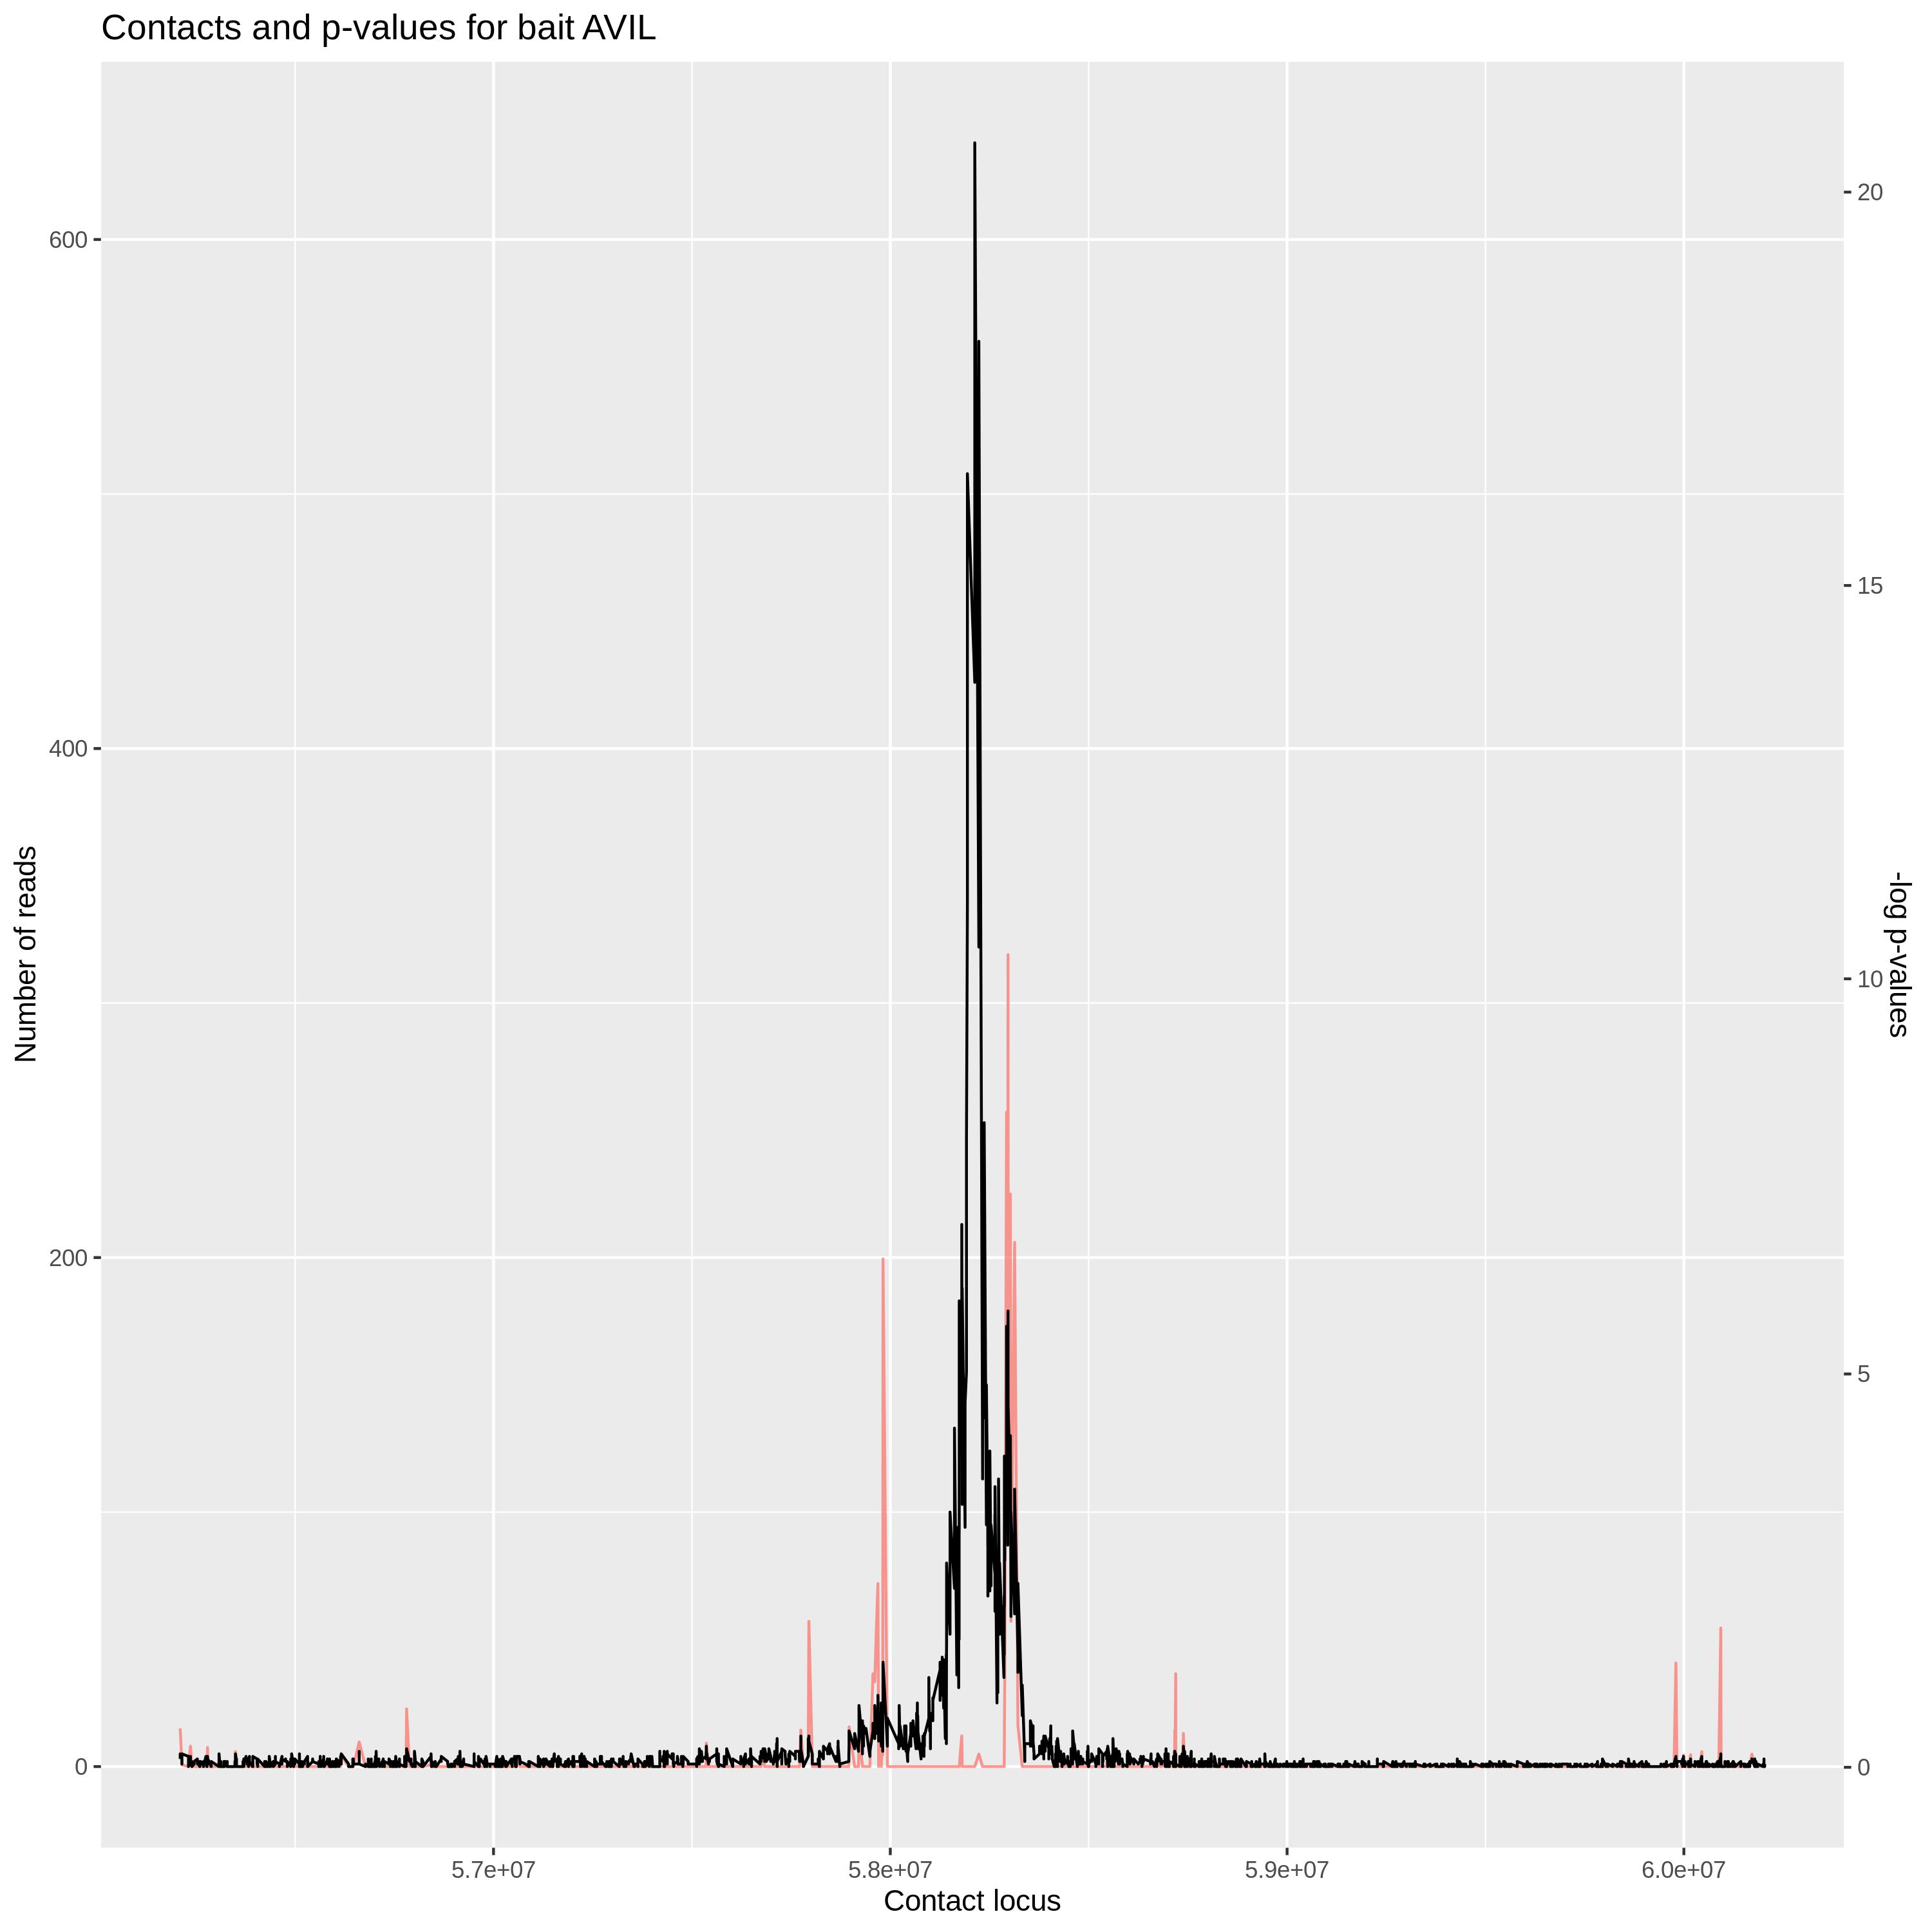 Contacts and p-values for bait AVIL
600
400
200
0
Number of reads
20
15
10
5
0
-log p-values
5.7e+07
5.8e+07
5.9e+07
6.0e+07
Contact locus